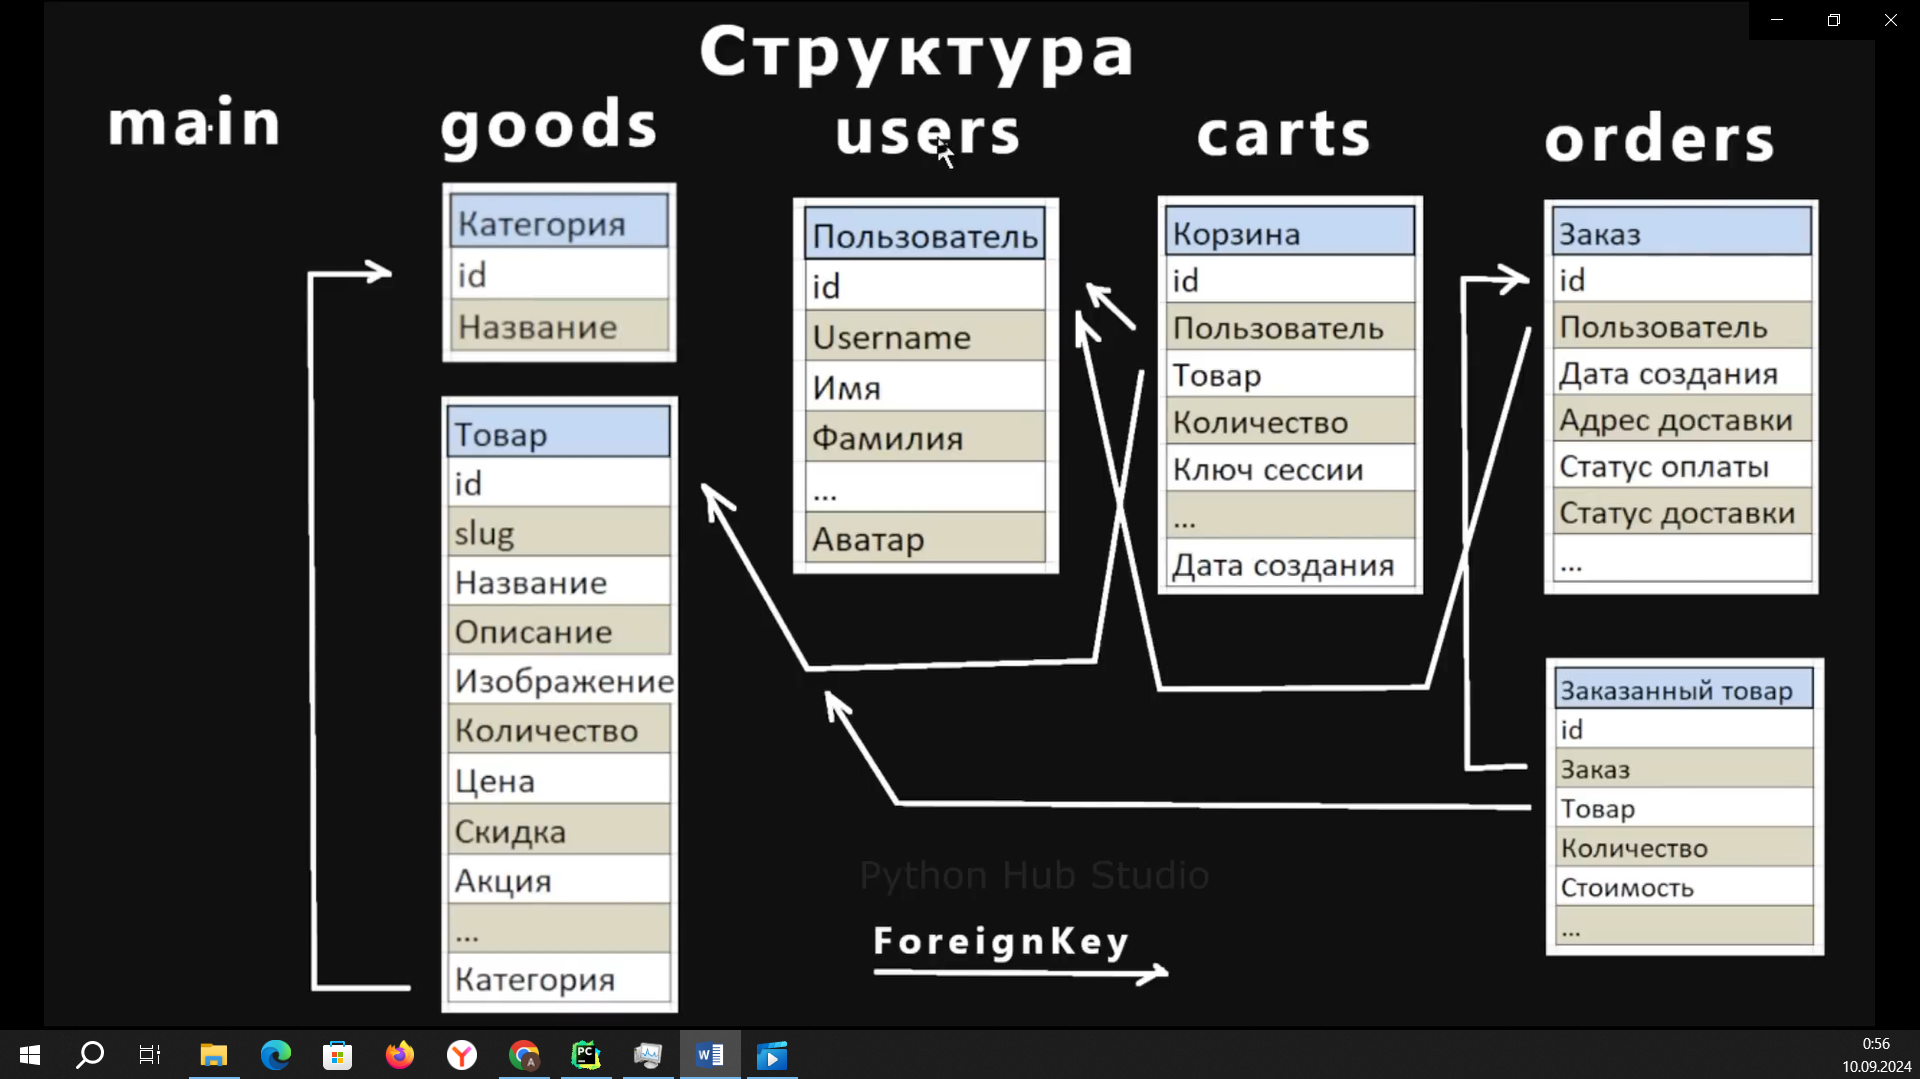 Структура
main
goods
users
carts
orders
Категория
id
Название
Товар
id
slug
Название
Описание
Изображение
Количество
Цена
Скидка
Акция
...
Категория
Пользователь
id
Username
Имя
Фамилия
...
Аватар
Корзина
id
Пользователь
Товар
Количество
Ключ сессии
...
Дата создания
Заказ
id
Пользователь
Дата создания
Адрес доставки
Статус оплаты
Статус доставки
...
Заказанный товар
id
Заказ
Товар
Количество
Стоимость
...
Python Hub Studio
ForeignKey
0:56
10.09.2024